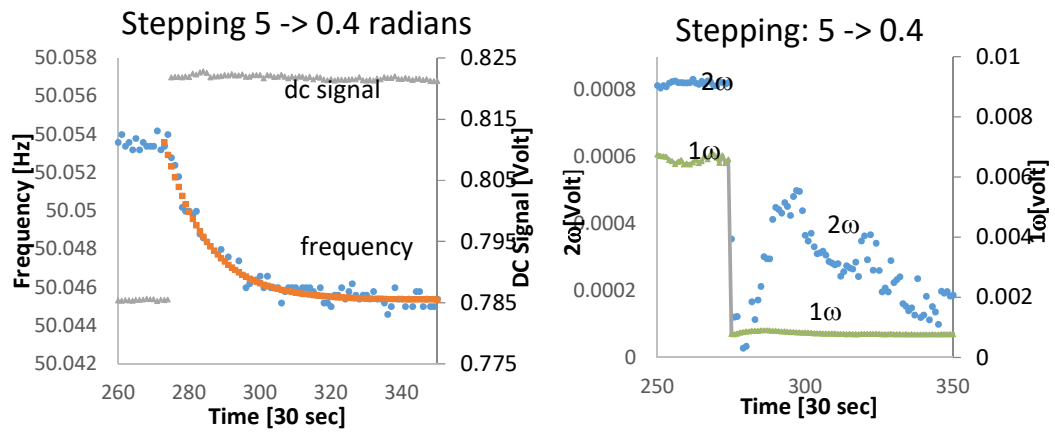 Stepping 5 -> 0.4 radians
50.058
50.056
50.054
50.052
50.05
50.048
50.046
50.044
50.042
Frequency [Hz]
0.825
0.815
0.805
0.795
0.785
0.775
DC Signal [Volt]
dc signal
frequency
260
280
300
320
340
Time [30 sec]
Stepping: 5 -> 0.4
0.0008
0.0006
0.0004
0.0002
0
2ω[Volt]
0.01
0.008
0.006
0.004
0.002
0
1ω[volt]
2ω
1ω
2ω
1ω
250
300
350
Time [30 sec]